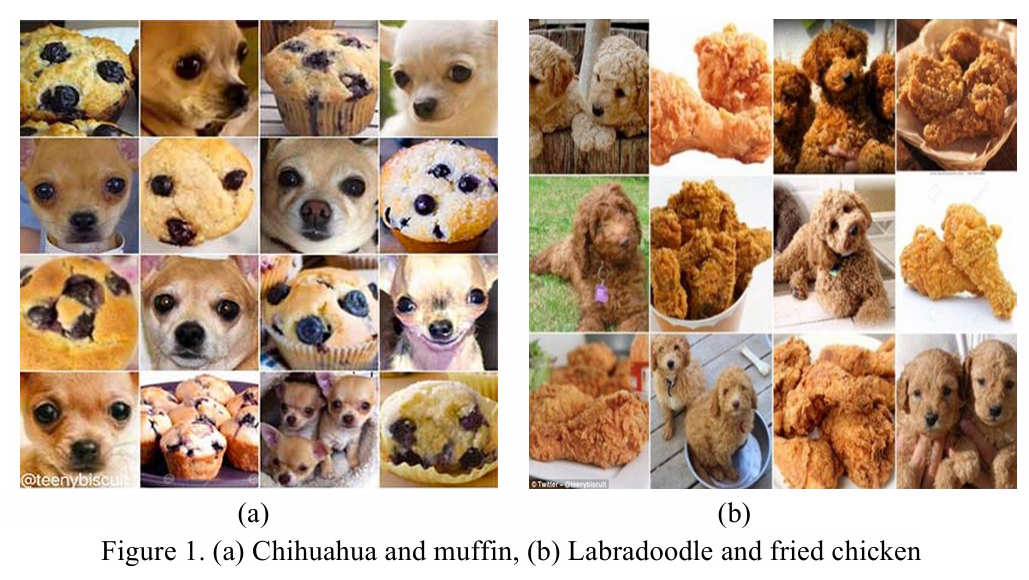 @teenybiscuit
© Twitter - @teenybiscuit
(a)
(b)
Figure 1. (a) Chihuahua and muffin, (b) Labradoodle and fried chicken